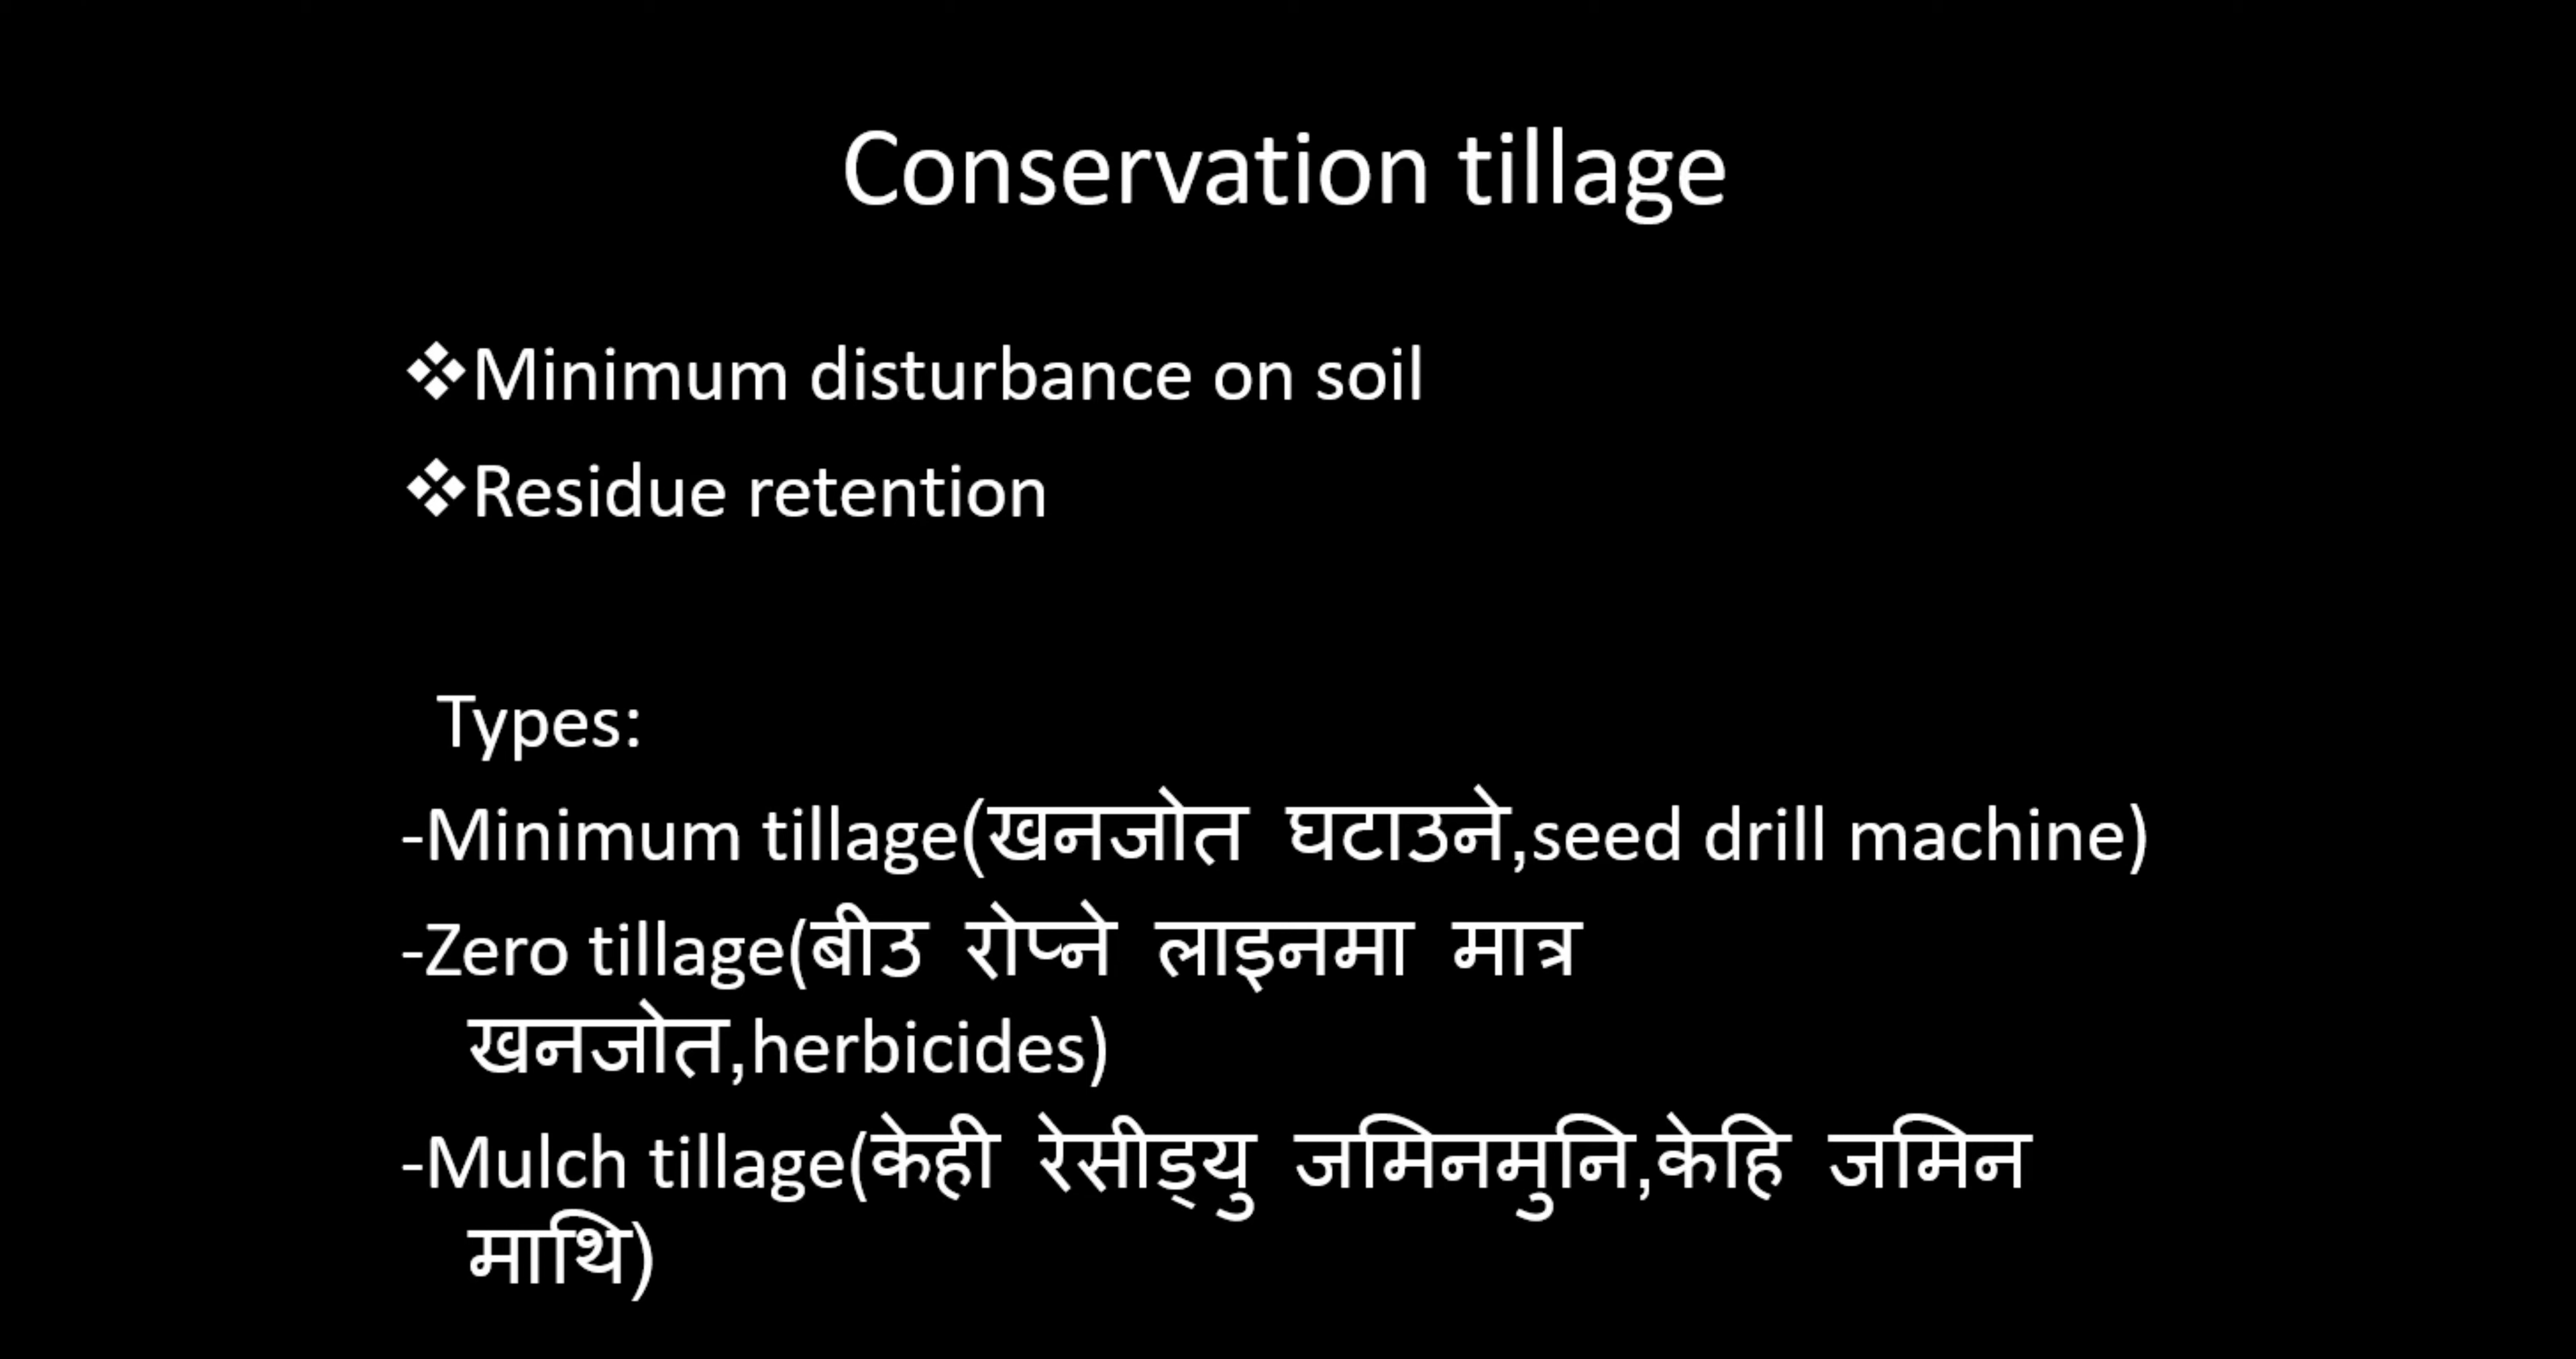 Conservation tillage
❖Minimum disturbance on soil
❖Residue retention
Types:
-Minimum tillage(खनजोत घटाउने,seed drill machine)
-Zero tillage(बीउ रोप्ने लाइनमा मात्र
खनजोत,herbicides)
-Mulch tillage(केही रेसीड्यु जमिनमुनि,केहि जमिन
माथि)